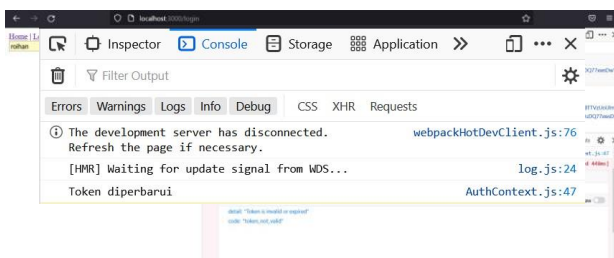 localhost:3000/login
Home | L
roihan
Inspector Console Storage Application
Filter Output
Errors Warnings Logs Info Debug CSS XHR Requests
The development server has disconnected. webpackHotDevClient.js:76
Refresh the page if necessary.
[HMR] Waiting for update signal from WDS... log.js:24
Token diperbarui AuthContext.js:47
detail: "Token is invalid or expired"
code: "token_not_valid"